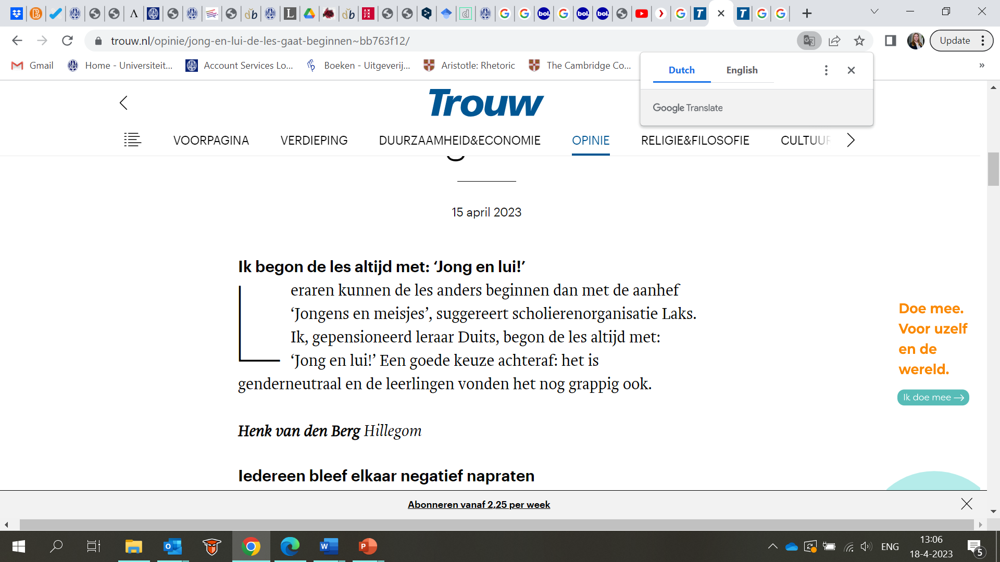 trouw.nl/opinie/jong-en-lui-de-les-gaat-beginnen~bb763f12/
Update
Gmail
Home - Universiteit...
Account Services Lo...
Boeken - Uitgeverij...
Aristotle: Rhetoric
The Cambridge Co...
»
Dutch
English
Google Translate
Trouw
VOORPAGINA
VERDIEPING
DUURZAAMHEID&ECONOMIE
OPINIE
RELIGIE&FILOSOFIE
CULTUUR
15 april 2023
Ik begon de les altijd met: ‘Jong en lui!’
Leraren kunnen de les anders beginnen dan met de aanhef
‘Jongens en meisjes’, suggereert scholierenorganisatie Laks.
Ik, gepensioneerd leraar Duits, begon de les altijd met:
‘Jong en lui!’ Een goede keuze achteraf: het is
genderneutraal en de leerlingen vonden het nog grappig ook.
Henk van den Berg Hillegom
Iedereen bleef elkaar negatief napraten
Doe mee.
Voor uzelf
en de
wereld.
Ik doe mee →
Abonneren vanaf 2,25 per week
ENG
13:06
18-4-2023
5